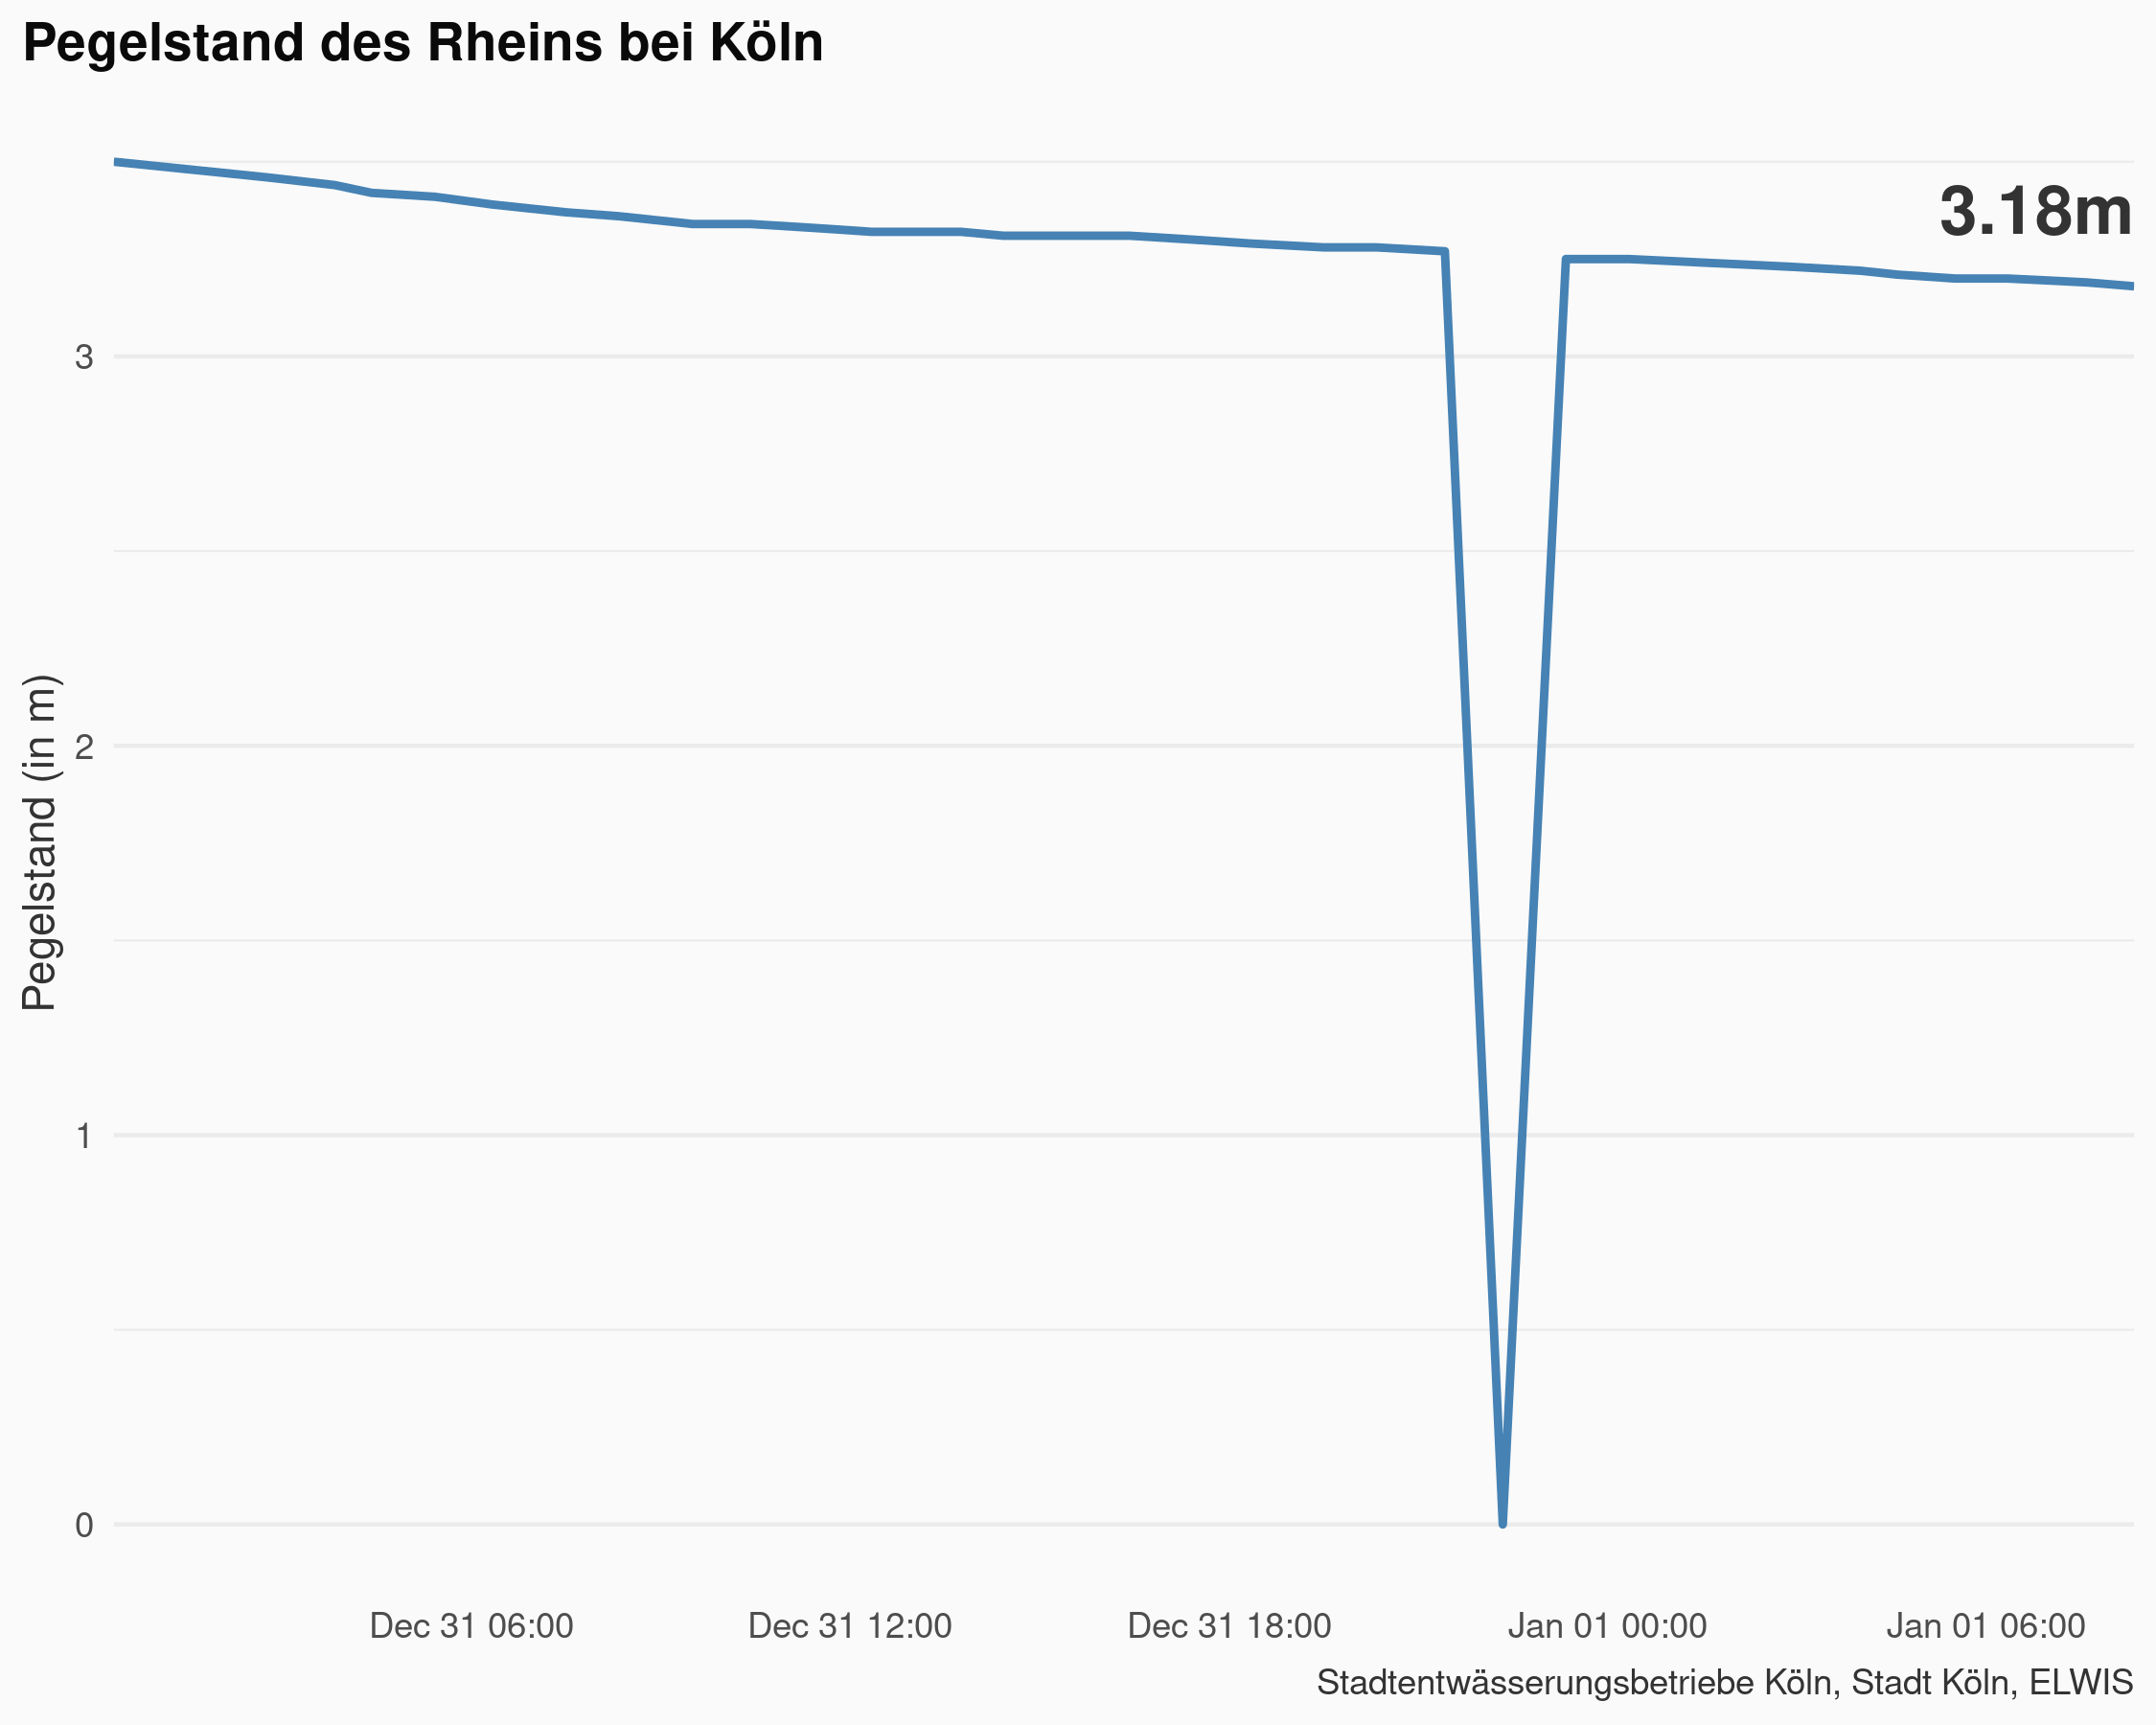 Pegelstand des Rheins bei Köln
3.18m
Pegelstand (in m)
3
2
1
0
Dec 31 06:00
Dec 31 12:00
Dec 31 18:00
Jan 01 00:00
Jan 01 06:00
Stadtentwässerungsbetriebe Köln, Stadt Köln, ELWIS